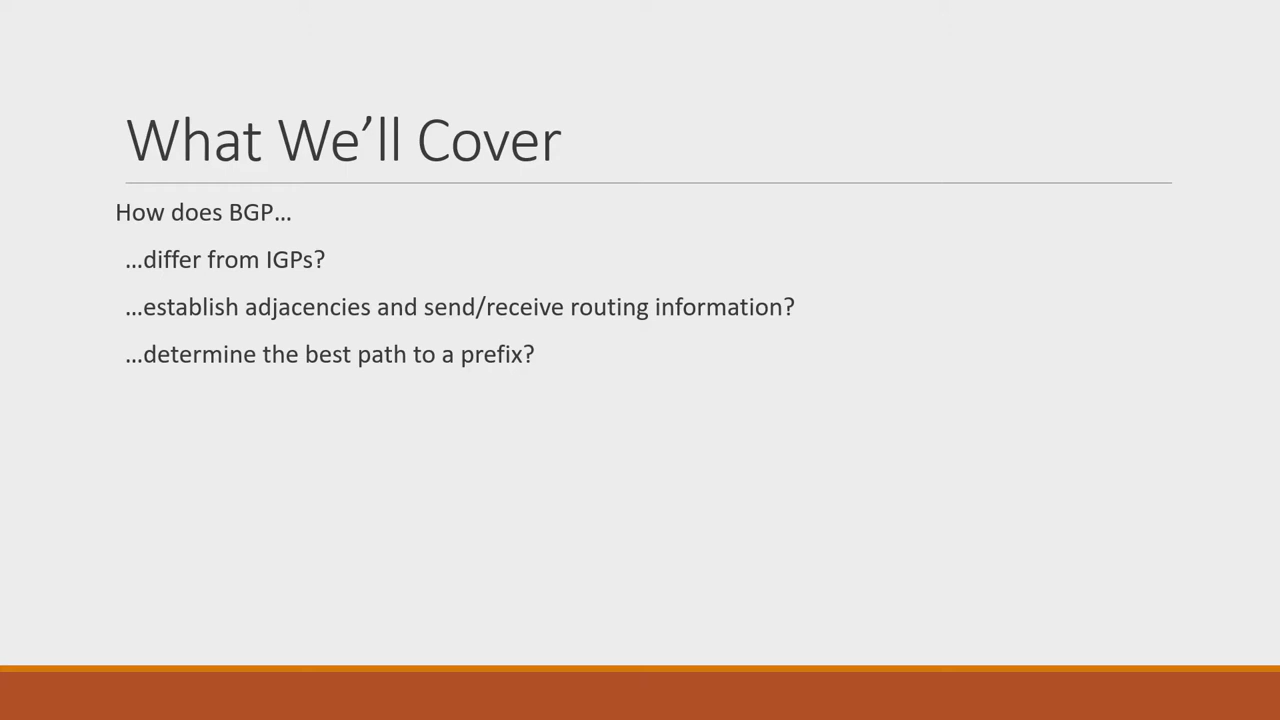 What We’ll Cover
How does BGP…
…differ from IGPs?
…establish adjacencies and send/receive routing information?
…determine the best path to a prefix?